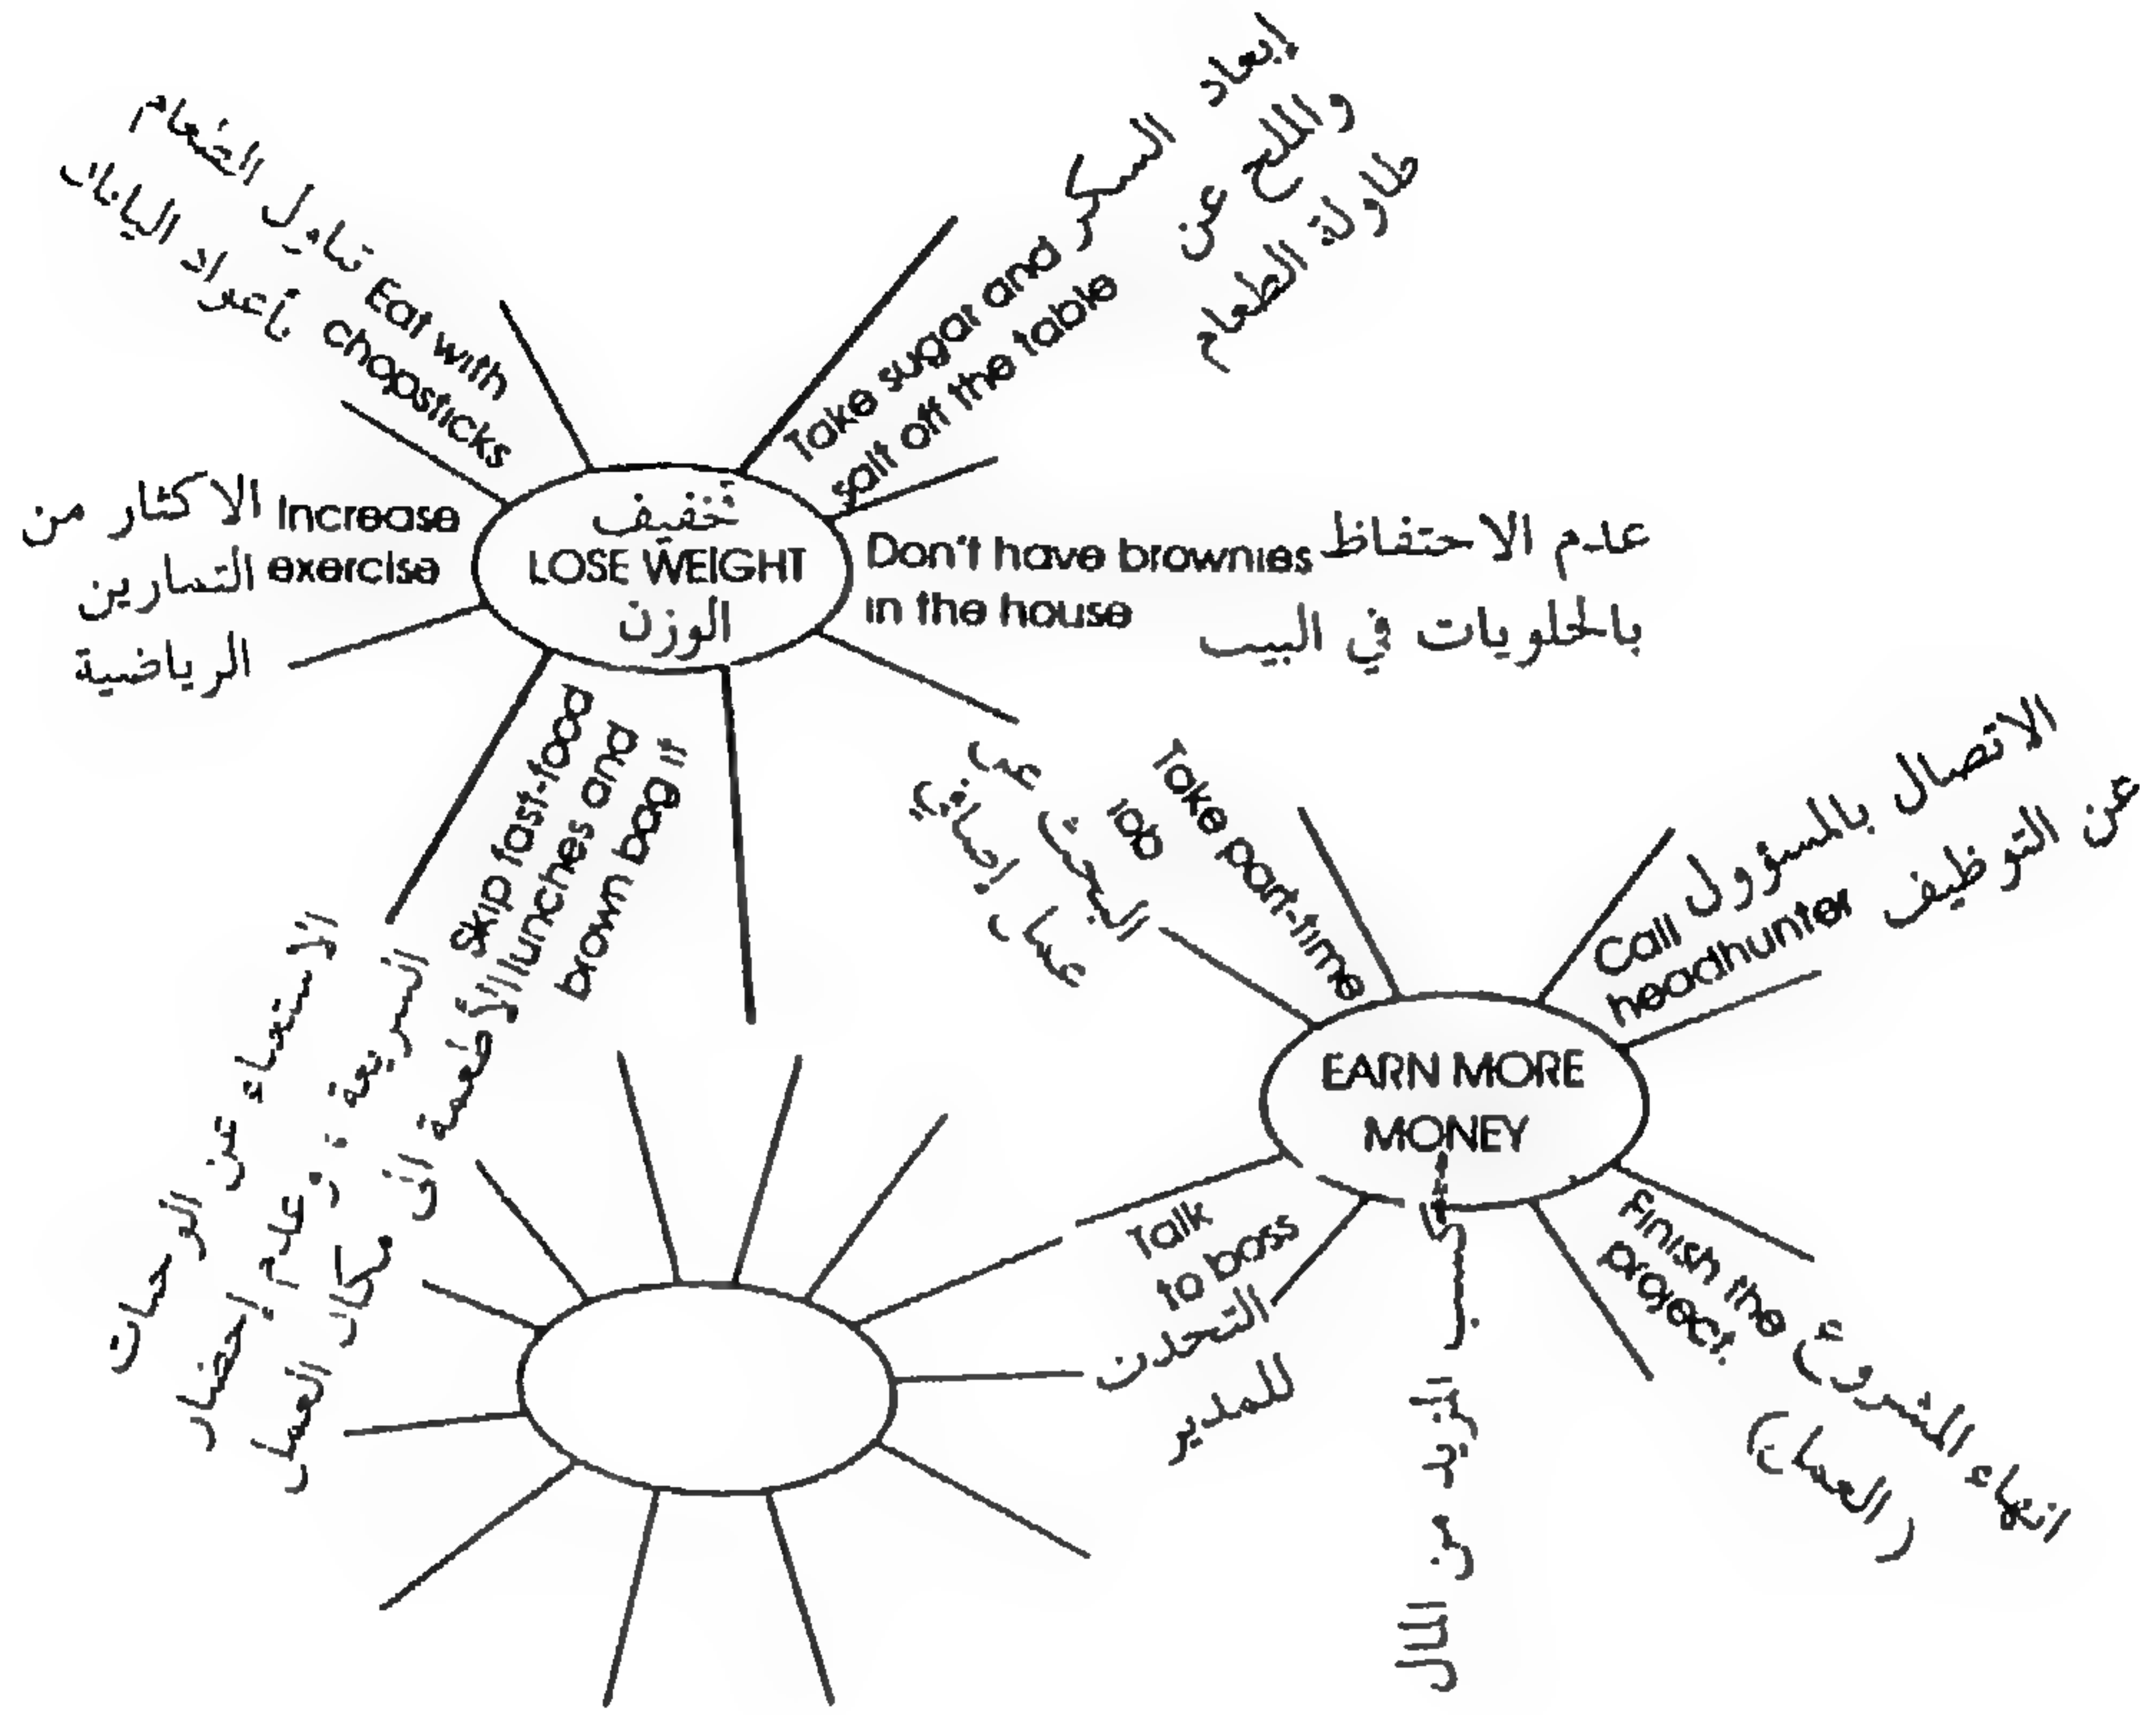 تناول الطعام
بأعواد اليابان
Eat with
chopsticks
ابعاد السكر
والملح عن
طاولة الطعام
Take sugar and
salt off the table
الاكثار من
التمارين
الرياضية
Increase
exercise
تخفيف
LOSE WEIGHT
الوزن
Don't have brownies
in the house
عدم الاحتفاظ
بالحلويات في البيت
Skip fast-food
lunches and
brown bag it
الاستعاضة عن الوجبات
السريعة و عدم إحضار
الأطعمة إلى مكان العمل
Take part-time
job
البحث عن
عمل إضافي
الاتصال بالمسؤول
عن التوظيف
Call
headhunter
EARN MORE
MONEY
كسب
المزيد من المال
Talk
to boss
التحدث
للمدير
Finish the
project
انهاء المشروع
(العمل)